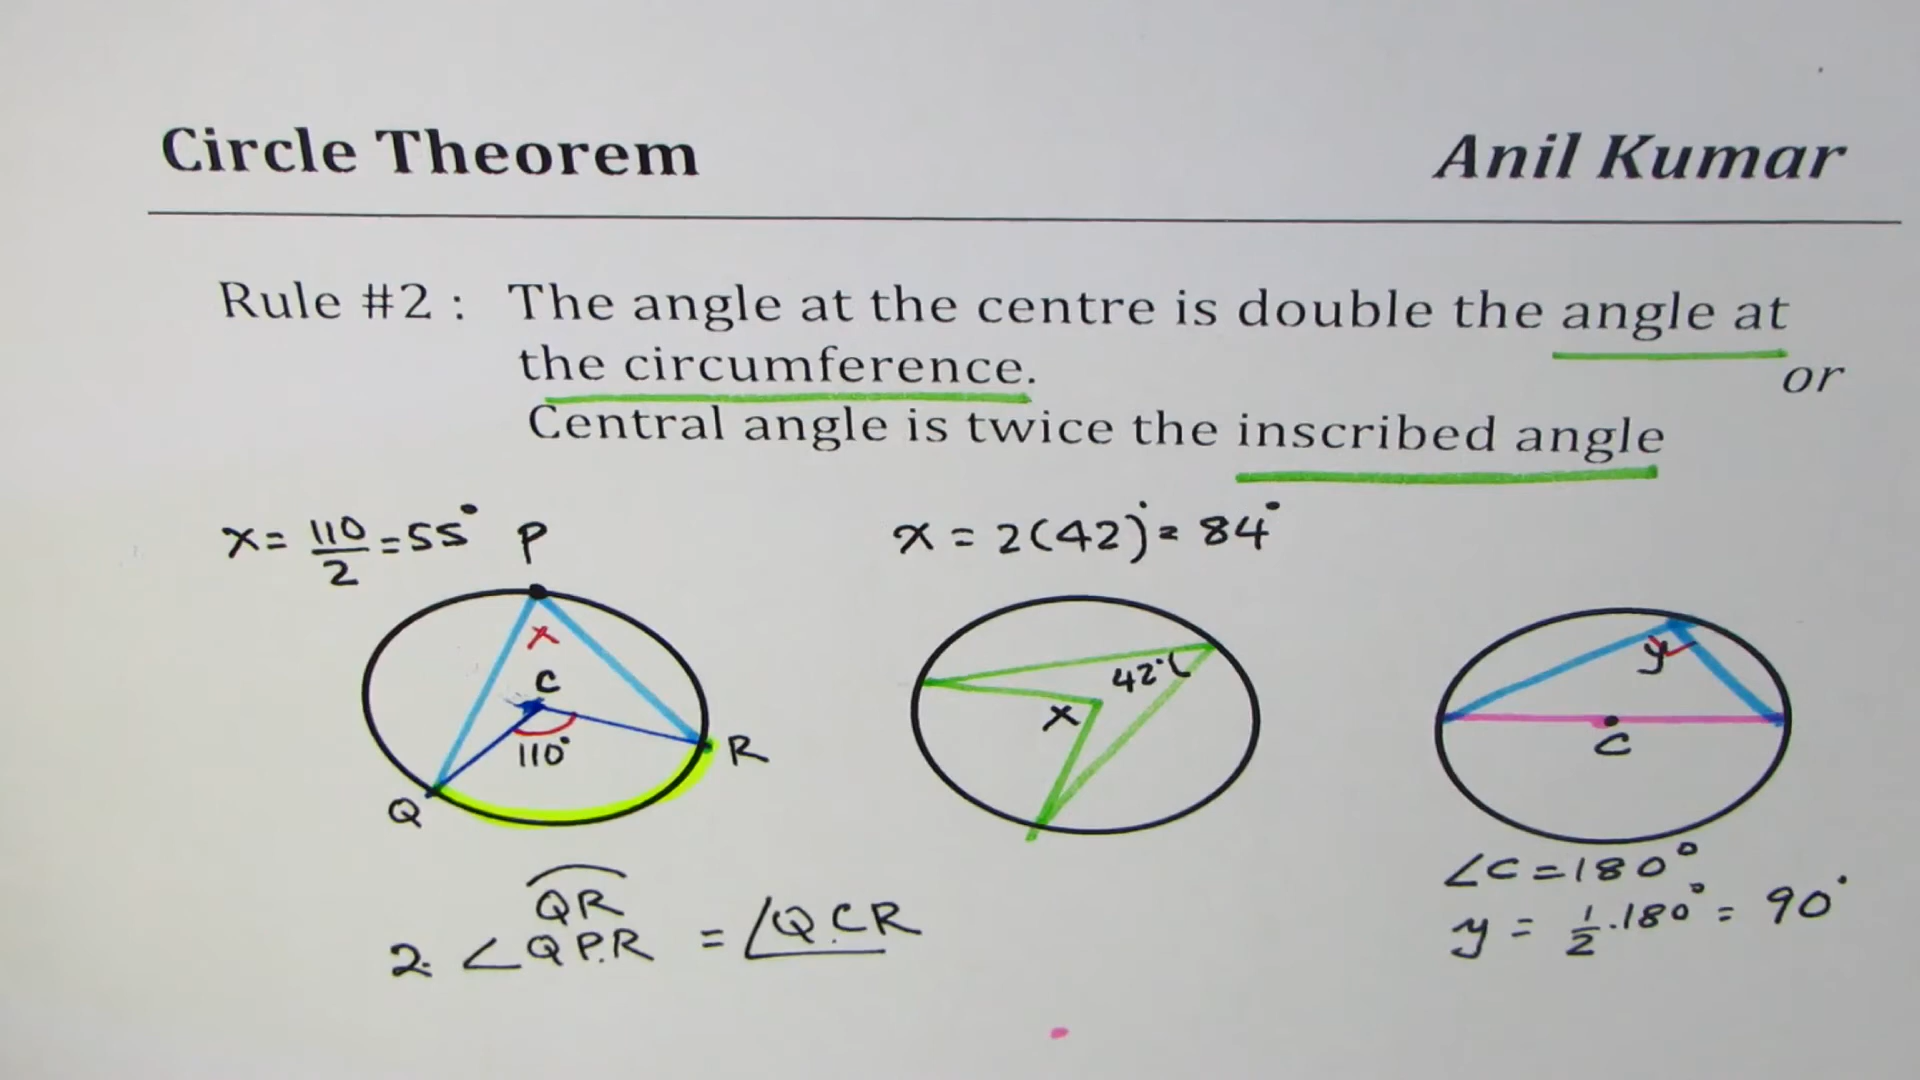 Circle Theorem
Anil Kumar
Rule #2 : The angle at the centre is double the angle at
the circumference.
or
Central angle is twice the inscribed angle
x = 110/2 = 55°
P
x
C
110°
R
Q
QR
2. ∠QPR = ∠QCR
x = 2(42)° = 84°
42°
x
y
C
∠C = 180°
y = 1/2 · 180° = 90°